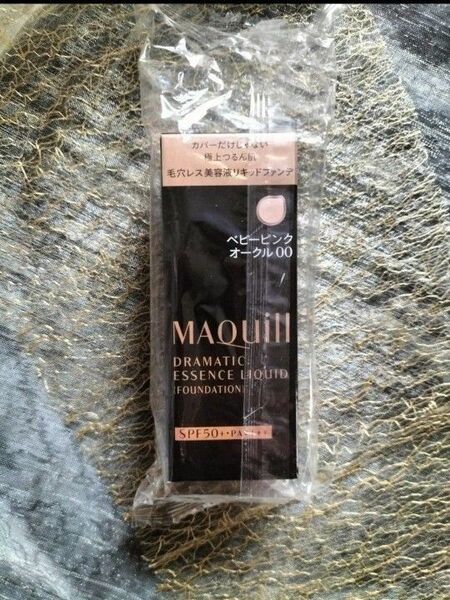 カバーだけじゃない
極上つるん肌
毛穴レス美容液リキッドファンデ
ベビーピンク
オークル00
MAQuill
DRAMATIC
ESSENCE LIQUID
(FOUNDATION)
SPF50+・PA++++